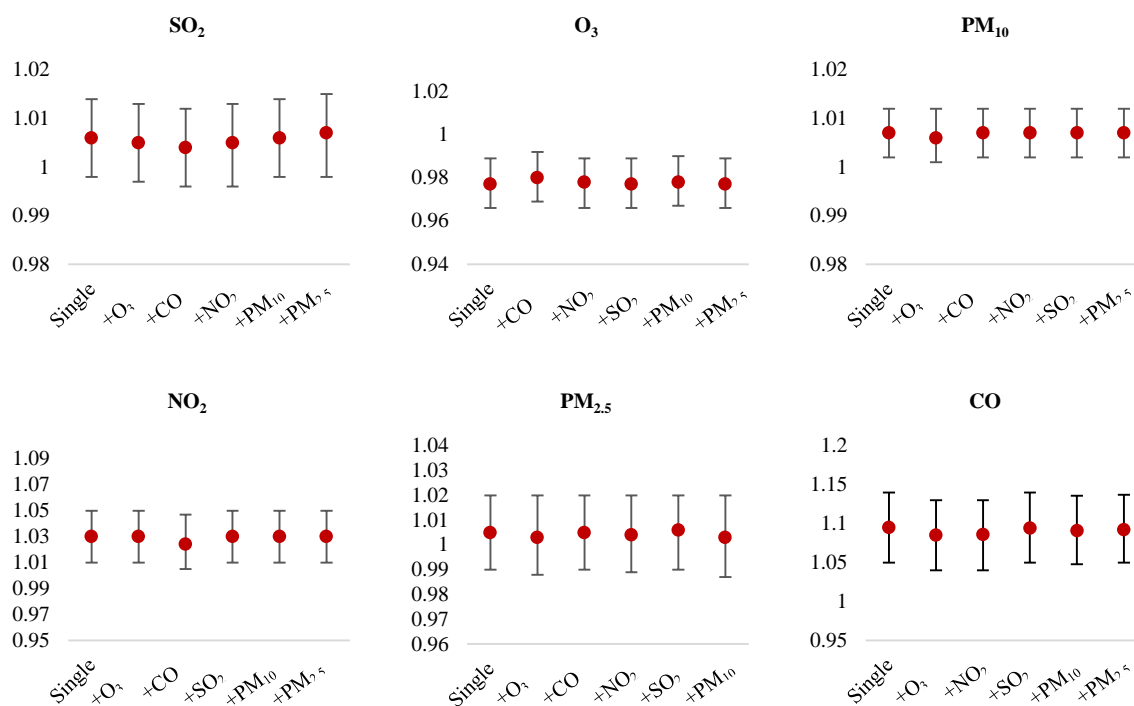 SO₂
1.02
1.01
1
0.99
0.98
Single
+O₃
+CO
+NO₂
+PM₁₀
+PM₂.₅
O₃
1.02
1
0.98
0.96
0.94
Single
+CO
+NO₂
+SO₂
+PM₁₀
+PM₂.₅
PM₁₀
1.02
1.01
1
0.99
0.98
Single
+O₃
+CO
+NO₂
+SO₂
+PM₂.₅
NO₂
1.09
1.07
1.05
1.03
1.01
0.99
0.97
0.95
Single
+O₃
+CO
+SO₂
+PM₁₀
+PM₂.₅
PM₂.₅
1.04
1.03
1.02
1.01
1
0.99
0.98
0.97
0.96
Single
+O₃
+CO
+NO₂
+SO₂
+PM₁₀
CO
1.2
1.15
1.1
1.05
1
0.95
Single
+O₃
+NO₂
+SO₂
+PM₁₀
+PM₂.₅